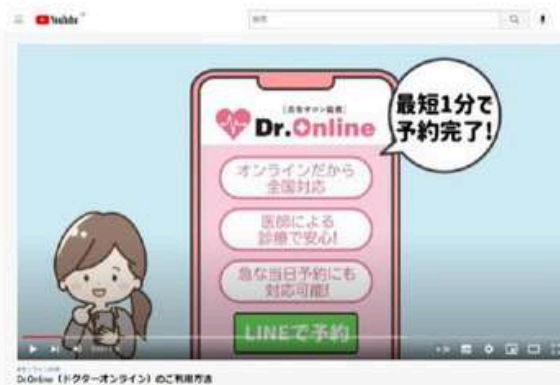 YouTube
検索
最短1分で
予約完了!
Dr.Online
オンラインだから
全国対応
医師による
診療で安心!
急な当日予約にも
対応可能!
LINEで予約
Dr.Online（ドクターオンライン）のご利用方法